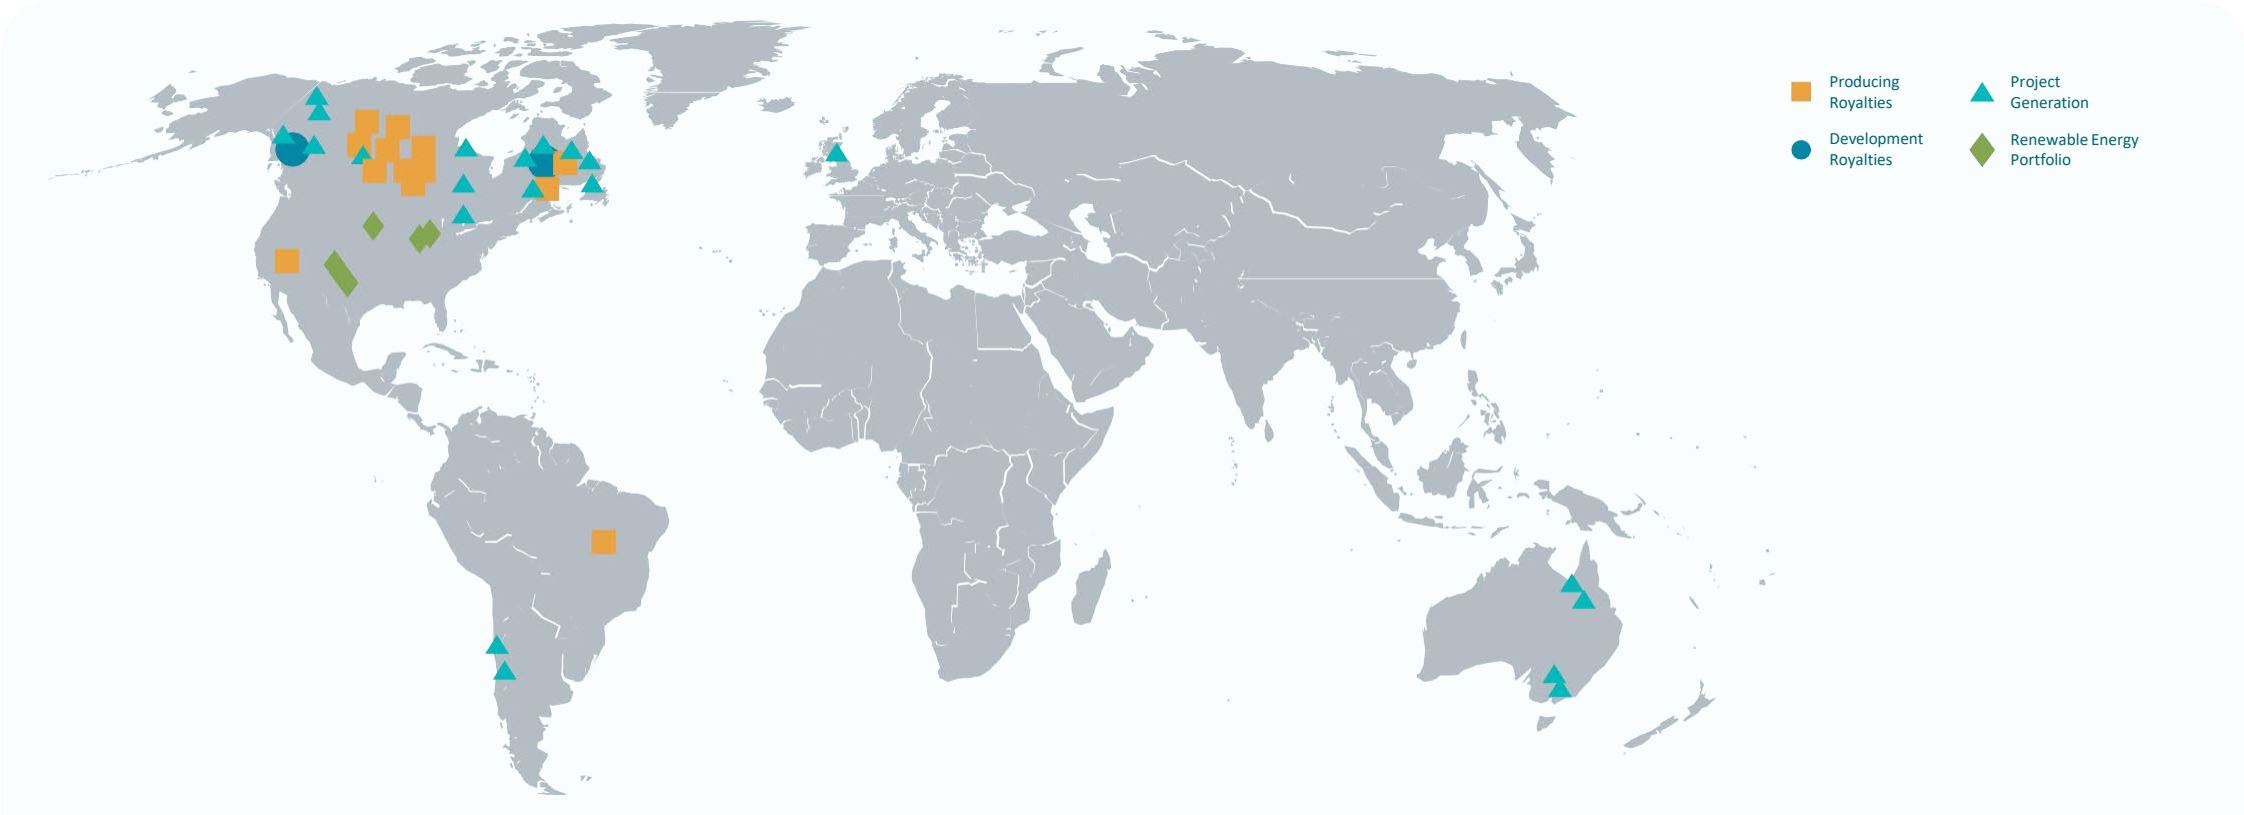 Producing
Royalties
Project
Generation
Development
Royalties
Renewable Energy
Portfolio